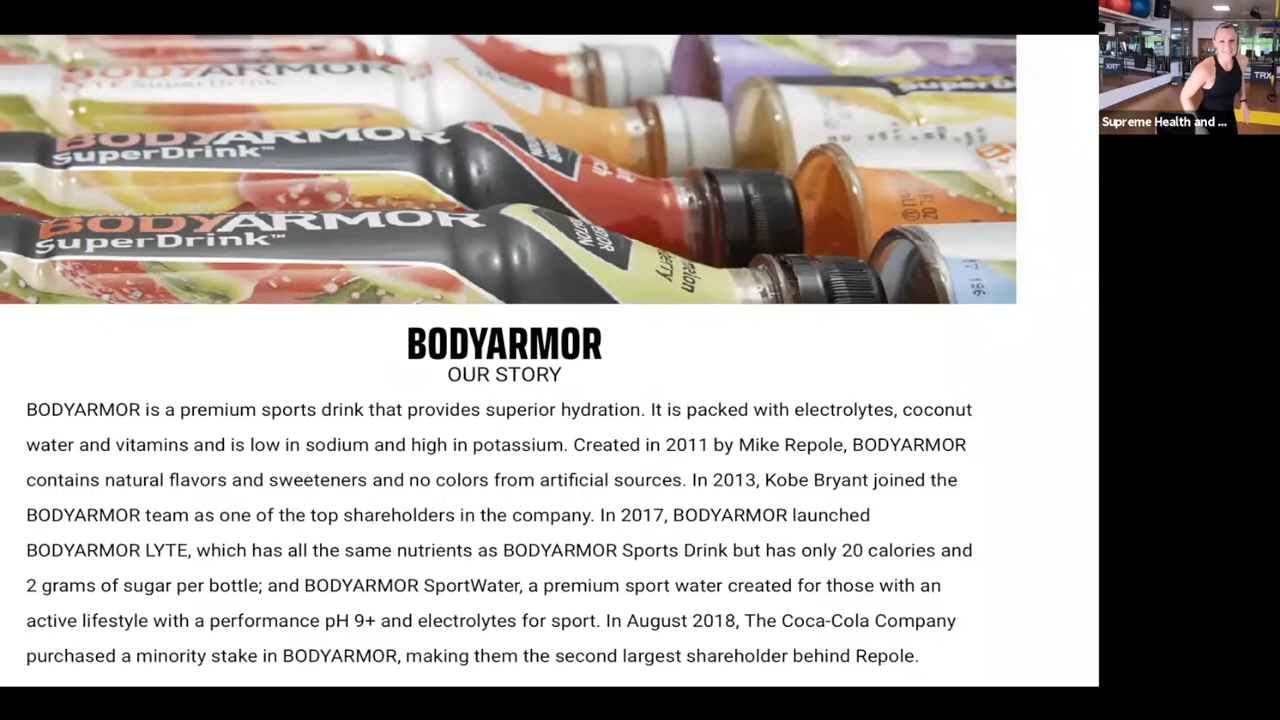 BODYARMOR
LYTE SuperDrink
BODYARMOR
SuperDrink™
BODYARMOR
SuperDrink™
SuperD
XRT
TRX
Supreme Health and ...
BODYARMOR
OUR STORY
BODYARMOR is a premium sports drink that provides superior hydration. It is packed with electrolytes, coconut
water and vitamins and is low in sodium and high in potassium. Created in 2011 by Mike Repole, BODYARMOR
contains natural flavors and sweeteners and no colors from artificial sources. In 2013, Kobe Bryant joined the
BODYARMOR team as one of the top shareholders in the company. In 2017, BODYARMOR launched
BODYARMOR LYTE, which has all the same nutrients as BODYARMOR Sports Drink but has only 20 calories and
2 grams of sugar per bottle; and BODYARMOR SportWater, a premium sport water created for those with an
active lifestyle with a performance pH 9+ and electrolytes for sport. In August 2018, The Coca-Cola Company
purchased a minority stake in BODYARMOR, making them the second largest shareholder behind Repole.